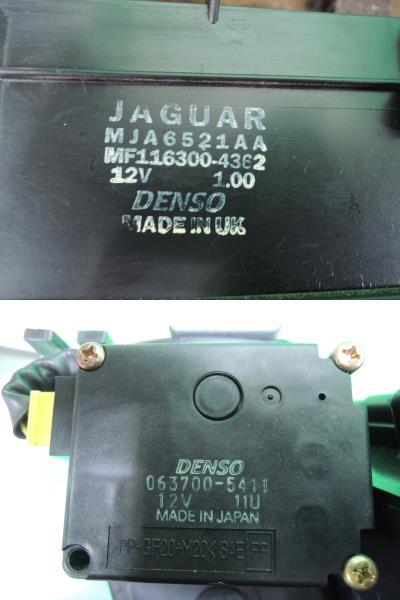 JAGUAR
MJA6521AA
MF116300-4362
12V 1.00
DENSO
MADE IN UK
DENSO
063700-5411
12V 11U
MADE IN JAPAN
PP-GF20-M20K SAE FF